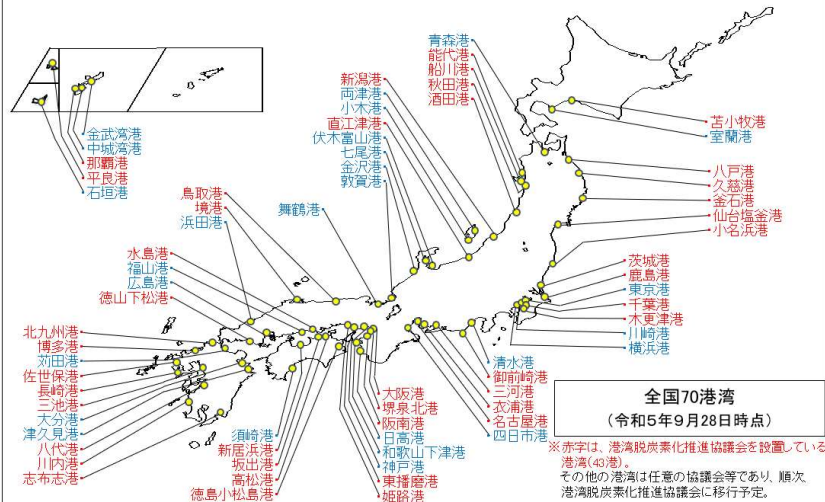 青森港
能代港
船川港
秋田港
酒田港
新潟港
両津港
小木港
直江津港
伏木富山港
七尾港
金沢港
敦賀港
舞鶴港
金武湾港
中城湾港
那覇港
平良港
石垣港
鳥取港
境港
浜田港
水島港
福山港
広島港
徳山下松港
北九州港
博多港
苅田港
佐世保港
長崎港
三池港
大分港
津久見港
八代港
川内港
志布志港
須崎港
新居浜港
坂出港
高松港
徳島小松島港
大阪港
堺泉北港
阪南港
日高港
和歌山下津港
神戸港
東播磨港
姫路港
清水港
御前崎港
三河港
衣浦港
名古屋港
四日市港
苫小牧港
室蘭港
八戸港
久慈港
釜石港
仙台塩釜港
小名浜港
茨城港
鹿島港
東京港
千葉港
木更津港
川崎港
横浜港
全国70港湾
(令和5年9月28日時点)
※赤字は、港湾脱炭素化推進協議会を設置している
港湾(43港)。
その他の港湾は任意の協議会等であり、順次
港湾脱炭素化推進協議会に移行予定。